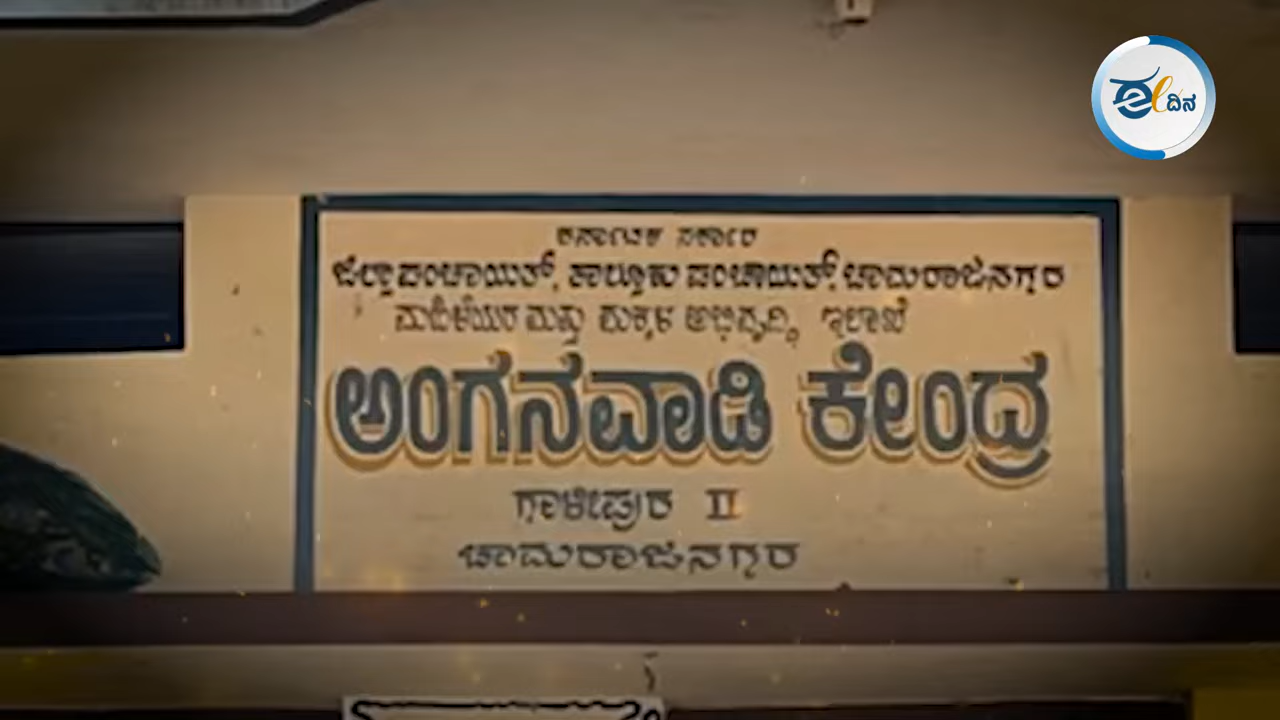 ಈ ದಿನ
ಕರ್ನಾಟಕ ಸರ್ಕಾರ
ಜಿಲ್ಲಾ ಪಂಚಾಯಿತ್, ತಾಲ್ಲೂಕು ಪಂಚಾಯಿತ್, ಚಾಮರಾಜನಗರ
ಮಹಿಳೆಯರ ಮತ್ತು ಮಕ್ಕಳ ಅಭಿವೃದ್ಧಿ ಇಲಾಖೆ
ಅಂಗನವಾಡಿ ಕೇಂದ್ರ
ಗಾಳೀಪುರ II
ಚಾಮರಾಜನಗರ